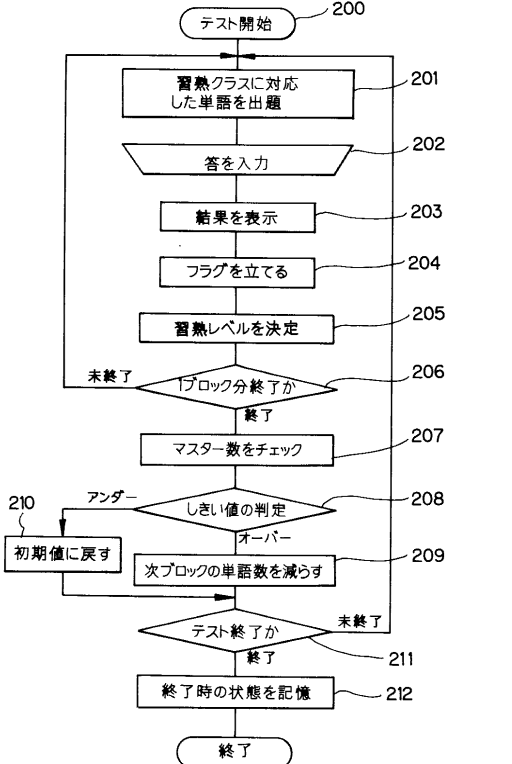 テスト開始
200
習熟クラスに対応
した単語を出題
201
答を入力
202
結果を表示
203
フラグを立てる
204
習熟レベルを決定
205
未終了
1ブロック分終了か
206
終了
マスター数をチェック
207
アンダー
しきい値の判定
208
210
オーバー
初期値に戻す
次ブロックの単語数を減らす
209
テスト終了か
未終了
211
終了
終了時の状態を記憶
212
終了